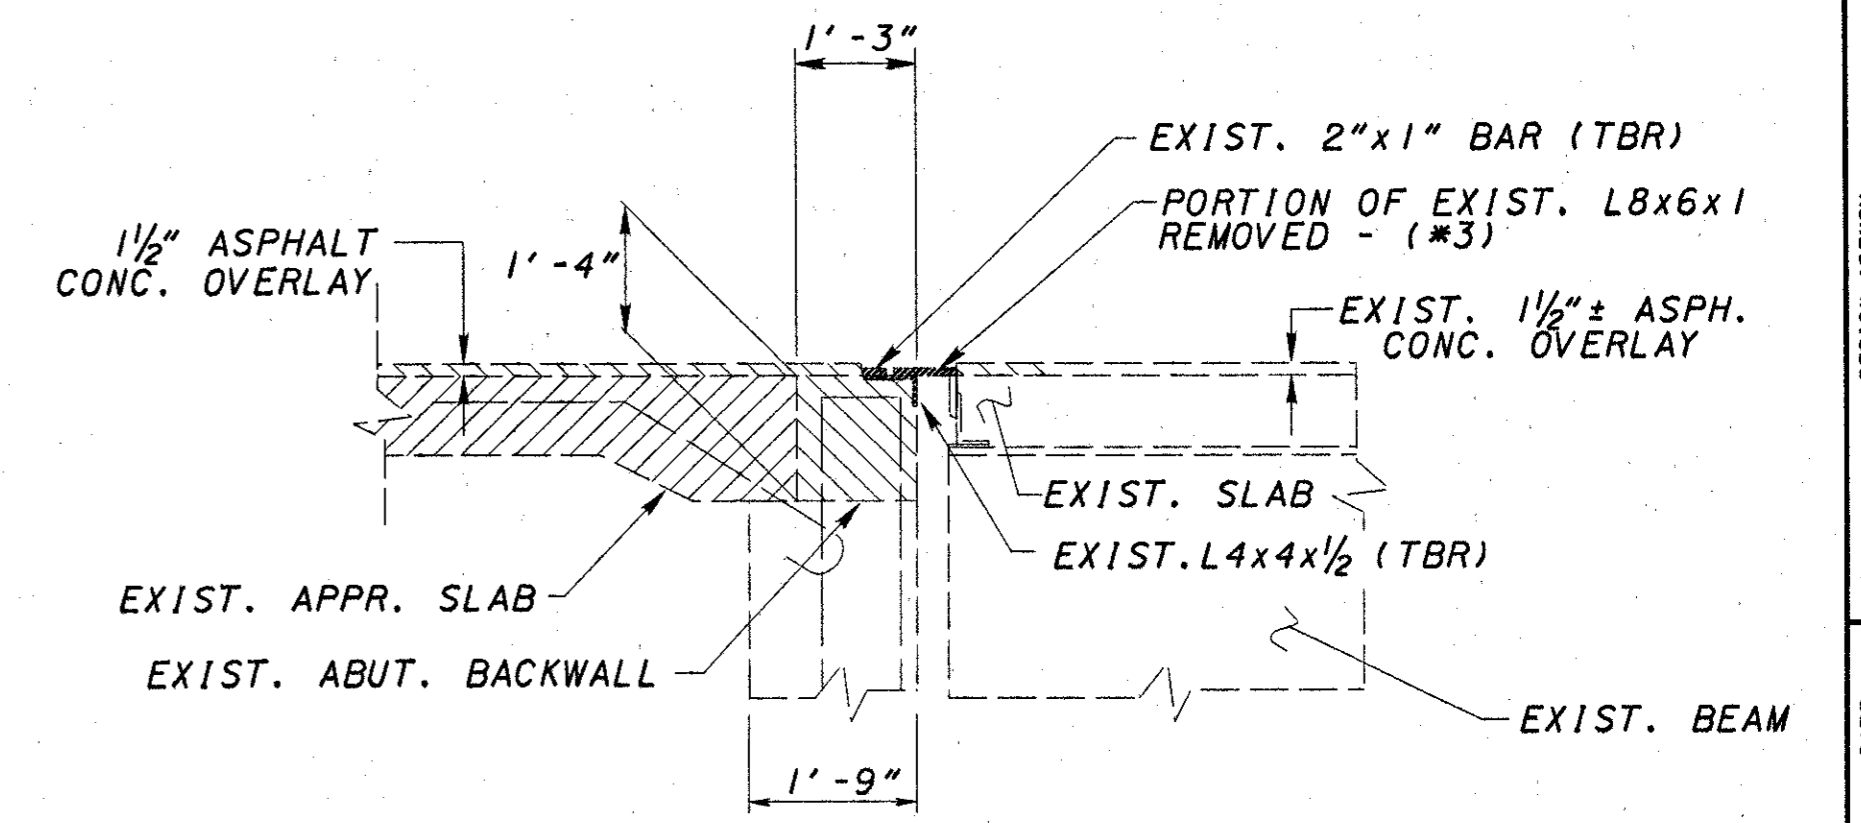 1'-3"
EXIST. 2"x1" BAR (TBR)
PORTION OF EXIST. L8x6x1
REMOVED - (*3)
1½" ASPHALT
CONC. OVERLAY
1'-4"
EXIST. 1½"± ASPH.
CONC. OVERLAY
EXIST. SLAB
EXIST. L4x4x½ (TBR)
EXIST. APPR. SLAB
EXIST. ABUT. BACKWALL
EXIST. BEAM
1'-9"